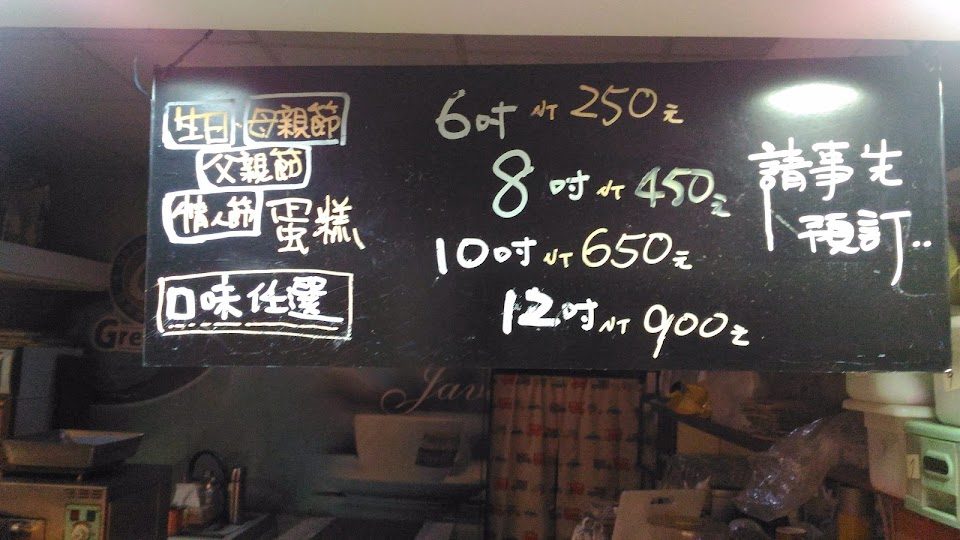 生日、母親節
父親節
情人節 蛋糕
口味任選
6吋 NT 250元
8吋 NT 450元
10吋 NT 650元
12吋 NT 900元
請事先
預訂..
Gre
Jav